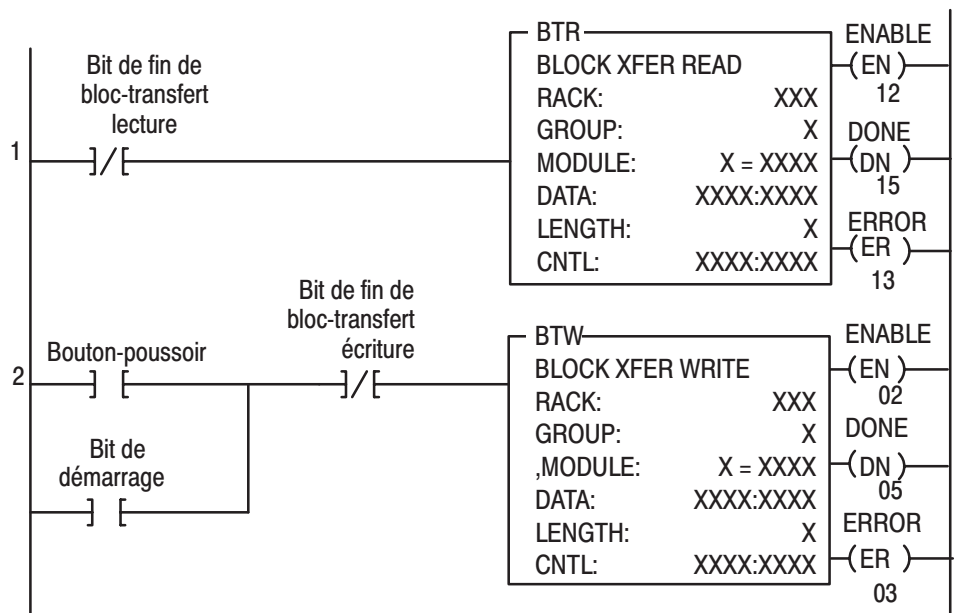 BTR
BLOCK XFER READ
RACK: XXX
GROUP: X
MODULE: X = XXXX
DATA: XXXX:XXXX
LENGTH: X
CNTL: XXXX:XXXX
ENABLE
(EN)
12
DONE
(DN)
15
ERROR
(ER)
13
Bit de fin de
bloc-transfert
lecture
1
Bit de fin de
bloc-transfert
écriture
Bouton-poussoir
2
Bit de
démarrage
BTW
BLOCK XFER WRITE
RACK: XXX
GROUP: X
,MODULE: X = XXXX
DATA: XXXX:XXXX
LENGTH: X
CNTL: XXXX:XXXX
ENABLE
(EN)
02
DONE
(DN)
05
ERROR
(ER)
03